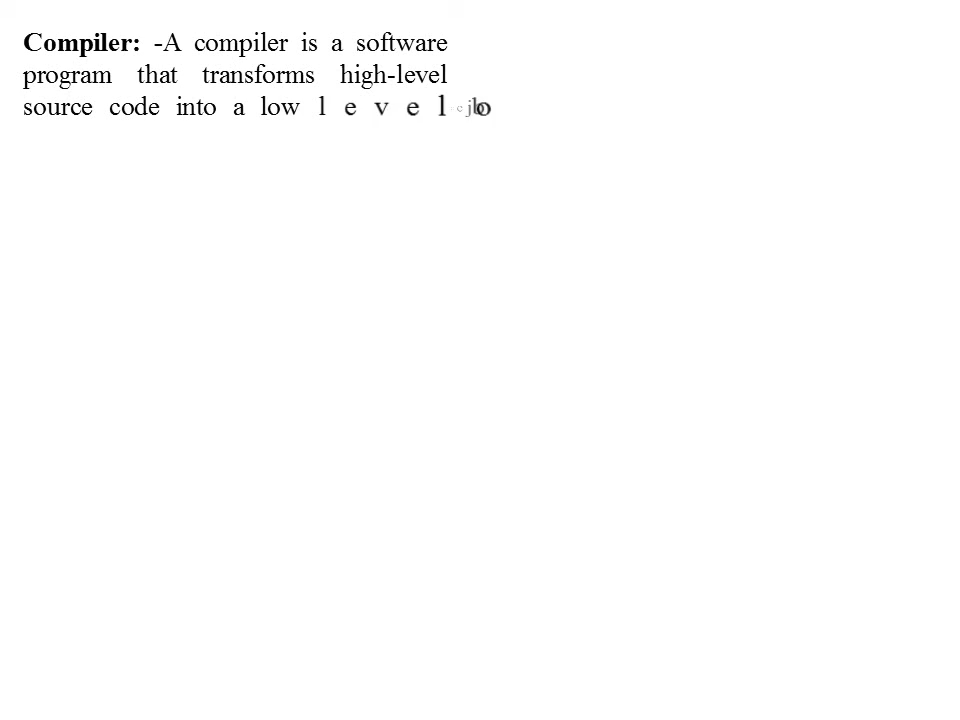 Compiler: -A compiler is a software
program that transforms high-level
source code into a low level